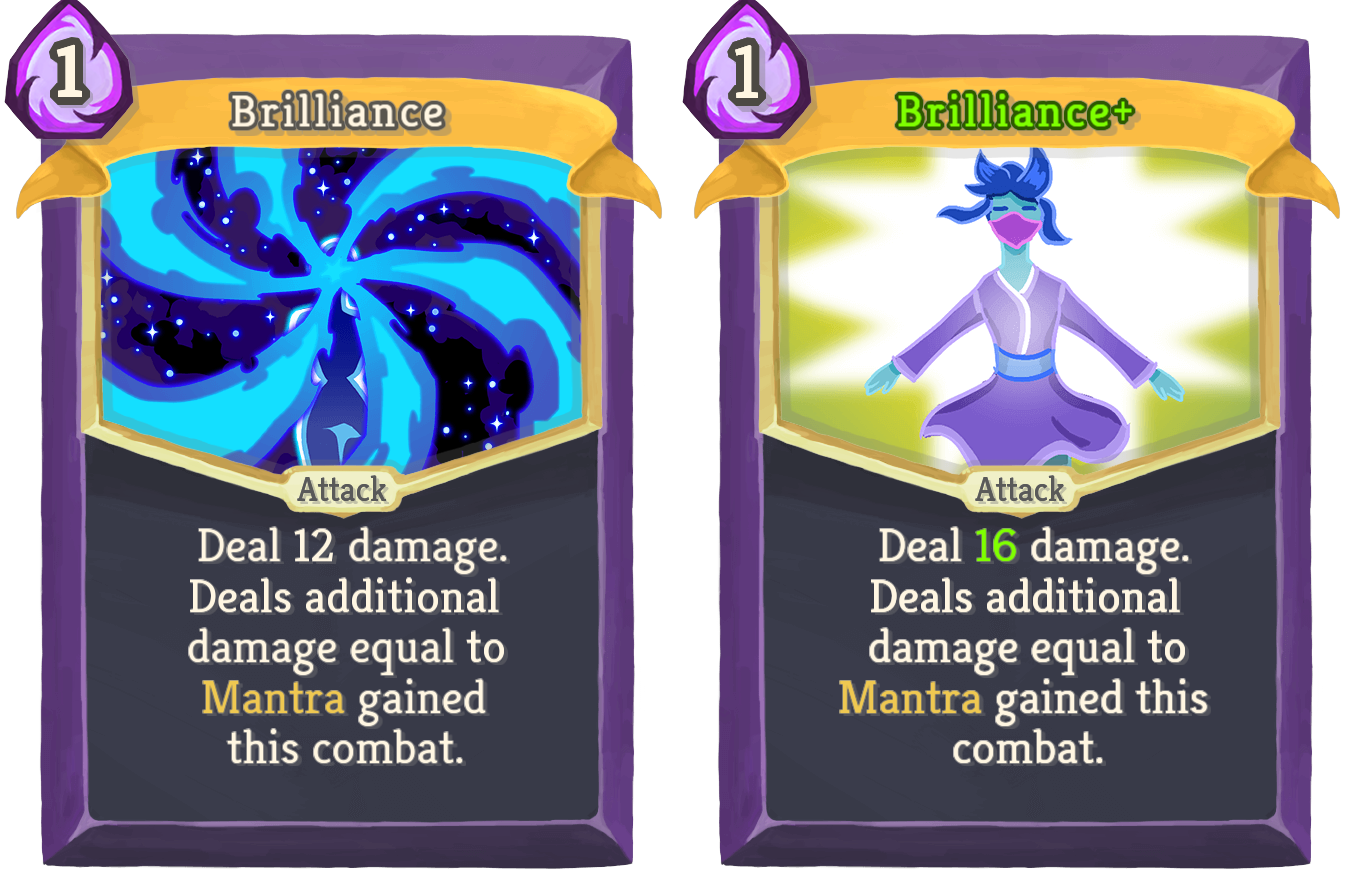 1
Brilliance
Attack
Deal 12 damage.
Deals additional
damage equal to
Mantra gained
this combat.
1
Brilliance+
Attack
Deal 16 damage.
Deals additional
damage equal to
Mantra gained this
combat.